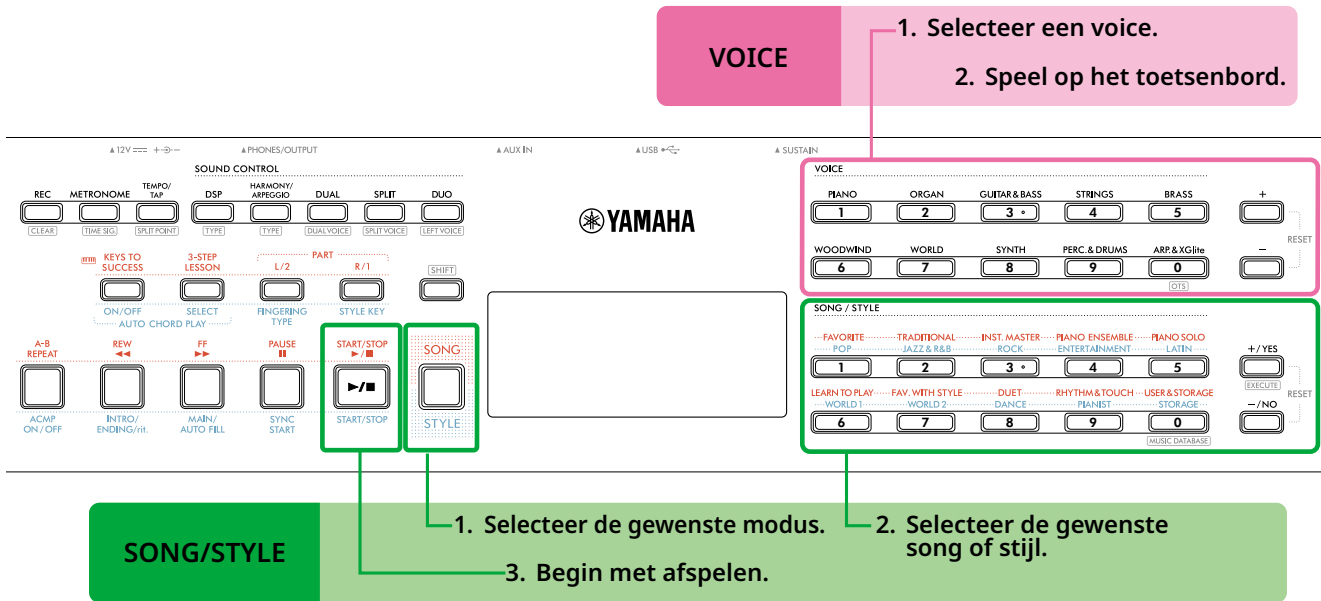 VOICE
1. Selecteer een voice.
2. Speel op het toetsenbord.
▲12V
▲PHONES/OUTPUT
▲AUX IN
▲USB
▲SUSTAIN
SOUND CONTROL
REC METRONOME TEMPO/TAP DSP HARMONY/ARPEGGIO DUAL SPLIT DUO
CLEAR TIME SIG. SPLIT POINT TYPE TYPE DUAL VOICE SPLIT VOICE LEFT VOICE
KEYS TO SUCCESS 3-STEP LESSON PART L/2 R/1 SHIFT
ON/OFF SELECT FINGERING TYPE STYLE KEY
AUTO CHORD PLAY
A-B REPEAT REW ◀◀ FF ▶▶ PAUSE ⏸ START/STOP ▶/■ SONG
▶/■
ACMP ON/OFF INTRO/ENDING/rit. MAIN/AUTO FILL SYNC START START/STOP STYLE
YAMAHA
VOICE
PIANO ORGAN GUITAR & BASS STRINGS BRASS +
1 2 3 4 5
RESET
WOODWIND WORLD SYNTH PERC. & DRUMS ARP. & XGlite −
6 7 8 9 0
OTS
SONG / STYLE
FAVORITE TRADITIONAL INST. MASTER PIANO ENSEMBLE PIANO SOLO
POP JAZZ & R&B ROCK ENTERTAINMENT LATIN +/YES
1 2 3 4 5
EXECUTE
RESET
LEARN TO PLAY FAV. WITH STYLE DUET RHYTHM & TOUCH USER & STORAGE
WORLD 1 WORLD 2 DANCE PIANIST STORAGE −/NO
6 7 8 9 0
MUSIC DATABASE
SONG/STYLE
1. Selecteer de gewenste modus.
2. Selecteer de gewenste
song of stijl.
3. Begin met afspelen.